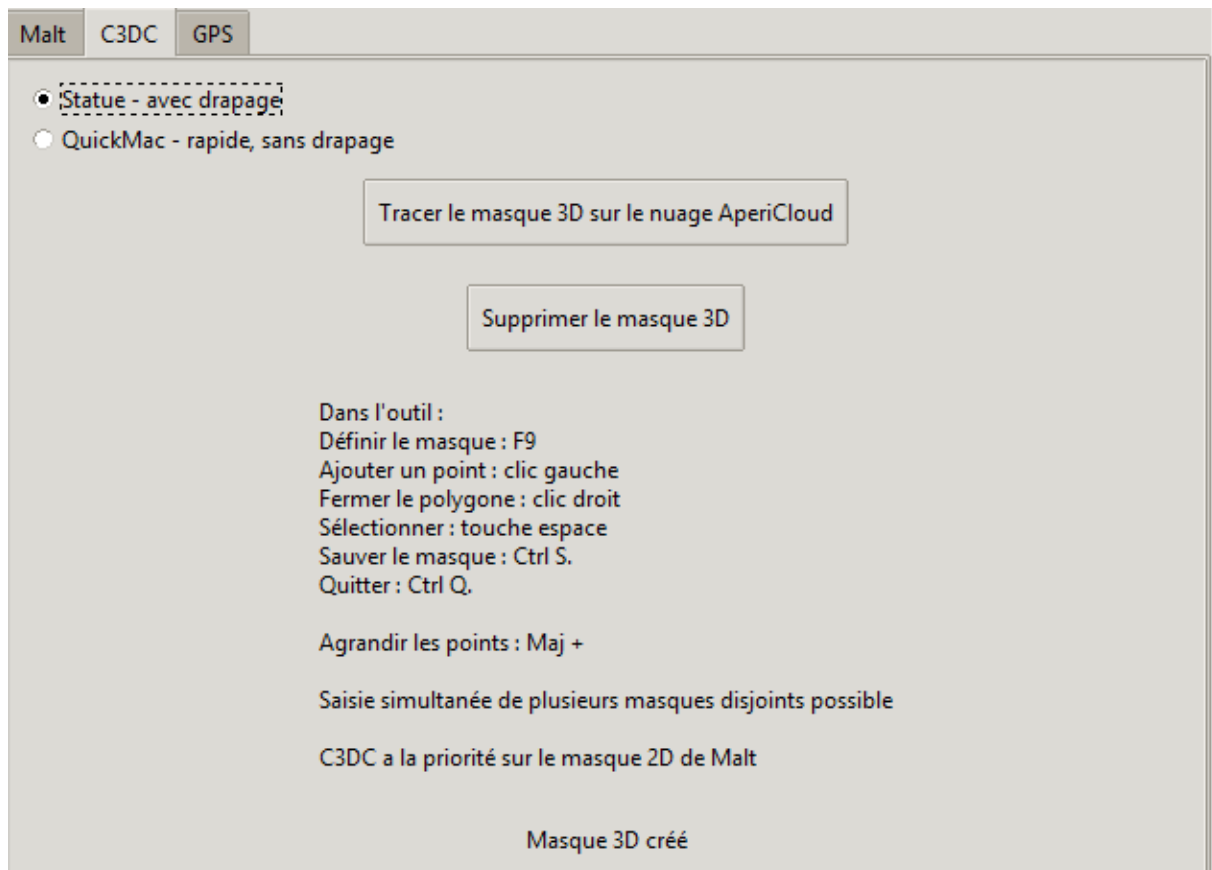 Malt C3DC GPS
Statue - avec drapage
QuickMac - rapide, sans drapage
Tracer le masque 3D sur le nuage AperiCloud
Supprimer le masque 3D
Dans l'outil :
Définir le masque : F9
Ajouter un point : clic gauche
Fermer le polygone : clic droit
Sélectionner : touche espace
Sauver le masque : Ctrl S.
Quitter : Ctrl Q.
Agrandir les points : Maj +
Saisie simultanée de plusieurs masques disjoints possible
C3DC a la priorité sur le masque 2D de Malt
Masque 3D créé